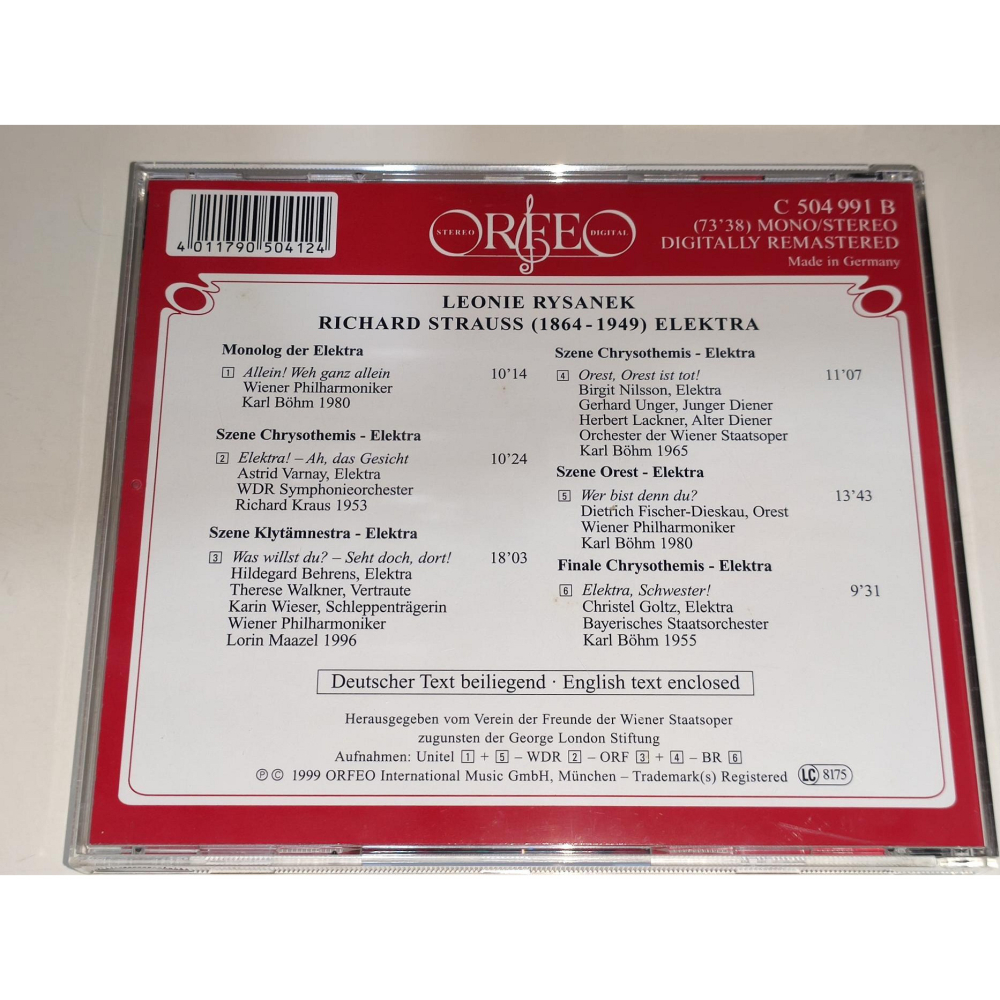 4 011790 504124
STEREO ORFEO DIGITAL
C 504 991 B
(73'38) MONO/STEREO
DIGITALLY REMASTERED
Made in Germany
LEONIE RYSANEK
RICHARD STRAUSS (1864-1949) ELEKTRA
Monolog der Elektra
1 Allein! Weh ganz allein 10'14
Wiener Philharmoniker
Karl Böhm 1980
Szene Chrysothemis - Elektra
2 Elektra! – Ah, das Gesicht 10'24
Astrid Varnay, Elektra
WDR Symphonieorchester
Richard Kraus 1953
Szene Klytämnestra - Elektra
3 Was willst du? – Seht doch, dort! 18'03
Hildegard Behrens, Elektra
Therese Walkner, Vertraute
Karin Wieser, Schleppenträgerin
Wiener Philharmoniker
Lorin Maazel 1996
Szene Chrysothemis - Elektra
4 Orest, Orest ist tot! 11'07
Birgit Nilsson, Elektra
Gerhard Unger, Junger Diener
Herbert Lackner, Alter Diener
Orchester der Wiener Staatsoper
Karl Böhm 1965
Szene Orest - Elektra
5 Wer bist denn du? 13'43
Dietrich Fischer-Dieskau, Orest
Wiener Philharmoniker
Karl Böhm 1980
Finale Chrysothemis - Elektra
6 Elektra, Schwester! 9'31
Christel Goltz, Elektra
Bayerisches Staatsorchester
Karl Böhm 1955
Deutscher Text beiliegend · English text enclosed
Herausgegeben vom Verein der Freunde der Wiener Staatsoper
zugunsten der George London Stiftung
Aufnahmen: Unitel 1 + 5 – WDR 2 – ORF 3 + 4 – BR 6
℗ © 1999 ORFEO International Music GmbH, München – Trademark(s) Registered LC 8175